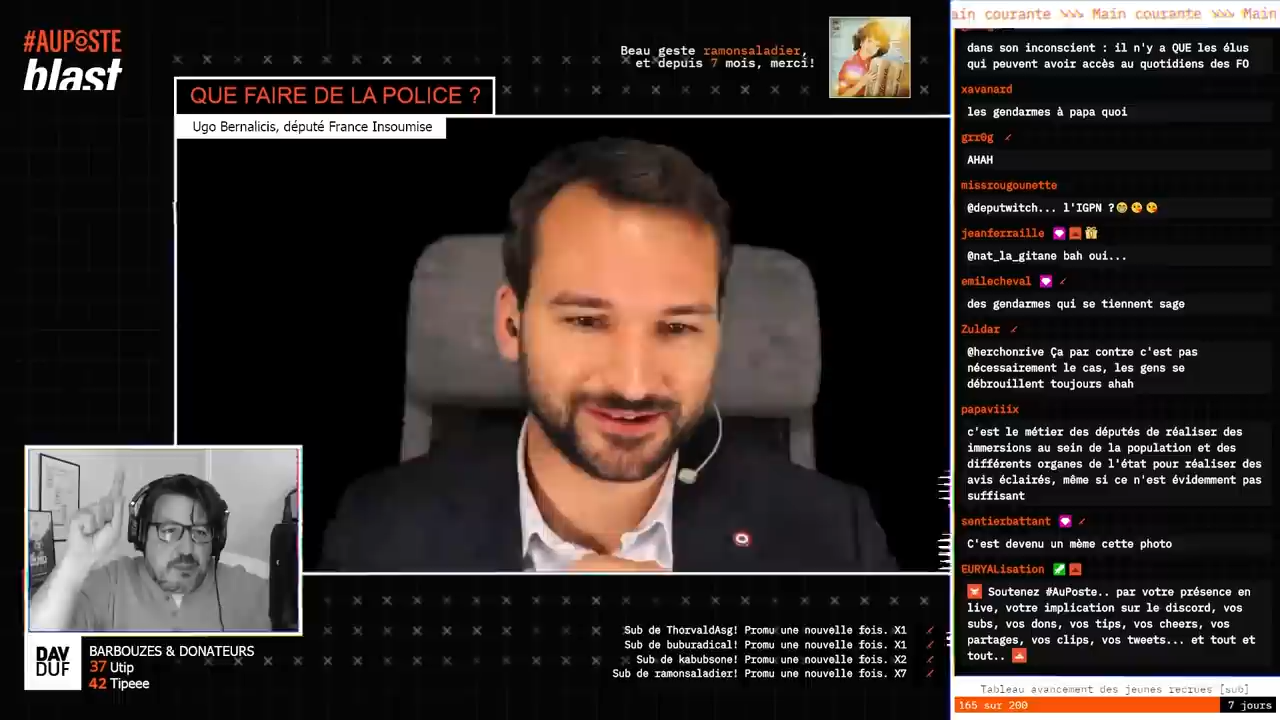 #AUPOSTE
blast
Beau geste ramonsaladier,
et depuis 7 mois, merci!
QUE FAIRE DE LA POLICE ?
Ugo Bernalicis, député France Insoumise
DAV
DUF
BARBOUZES & DONATEURS
37 Utip
42 Tipeee
Sub de ThorvaldAsg! Promu une nouvelle fois. X1
Sub de buburadical! Promu une nouvelle fois. X1
Sub de kabubsone! Promu une nouvelle fois. X2
Sub de ramonsaladier! Promu une nouvelle fois. X7
ain courante >>> Main courante >>> Main
dans son inconscient : il n'y a QUE les élus
qui peuvent avoir accès au quotidiens des FO
xavanard
les gendarmes à papa quoi
grr0g
AHAH
missrougounette
@deputwitch... l'IGPN ?😁😘😘
jeanferraille
@nat_la_gitane bah oui...
emilecheval
des gendarmes qui se tiennent sage
Zuldar
@herchonrive Ça par contre c'est pas
nécessairement le cas, les gens se
débrouillent toujours ahah
papaviiix
c'est le métier des députés de réaliser des
immersions au sein de la population et des
différents organes de l'état pour réaliser des
avis éclairés, même si ce n'est évidemment pas
suffisant
sentierbattant
C'est devenu un mème cette photo
EURYALisation
Soutenez #AuPoste.. par votre présence en
live, votre implication sur le discord, vos
subs, vos dons, vos tips, vos cheers, vos
partages, vos clips, vos tweets... et tout et
tout..
Tableau avancement des jeunes recrues [sub]
165 sur 200
7 jours